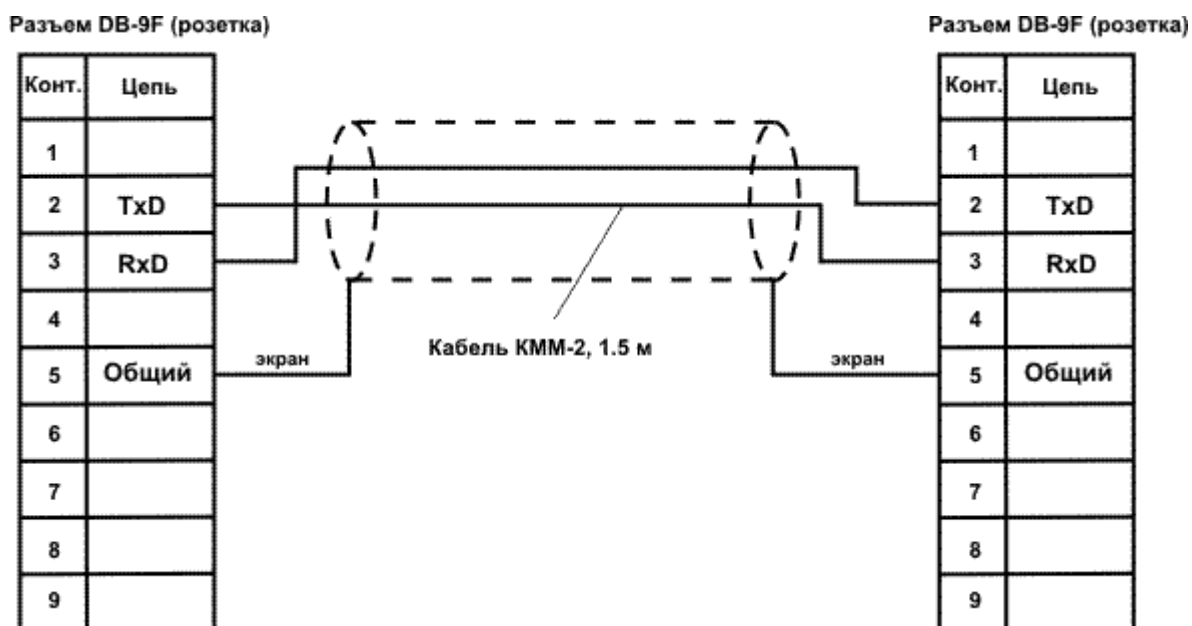 Разъем DB-9F (розетка) Разъем DB-9F (розетка)
Конт. Цепь Конт. Цепь
1 1
2 TxD 2 TxD
3 RxD 3 RxD
4 4
Кабель КММ-2, 1.5 м
5 Общий экран экран 5 Общий
6 6
7 7
8 8
9 9